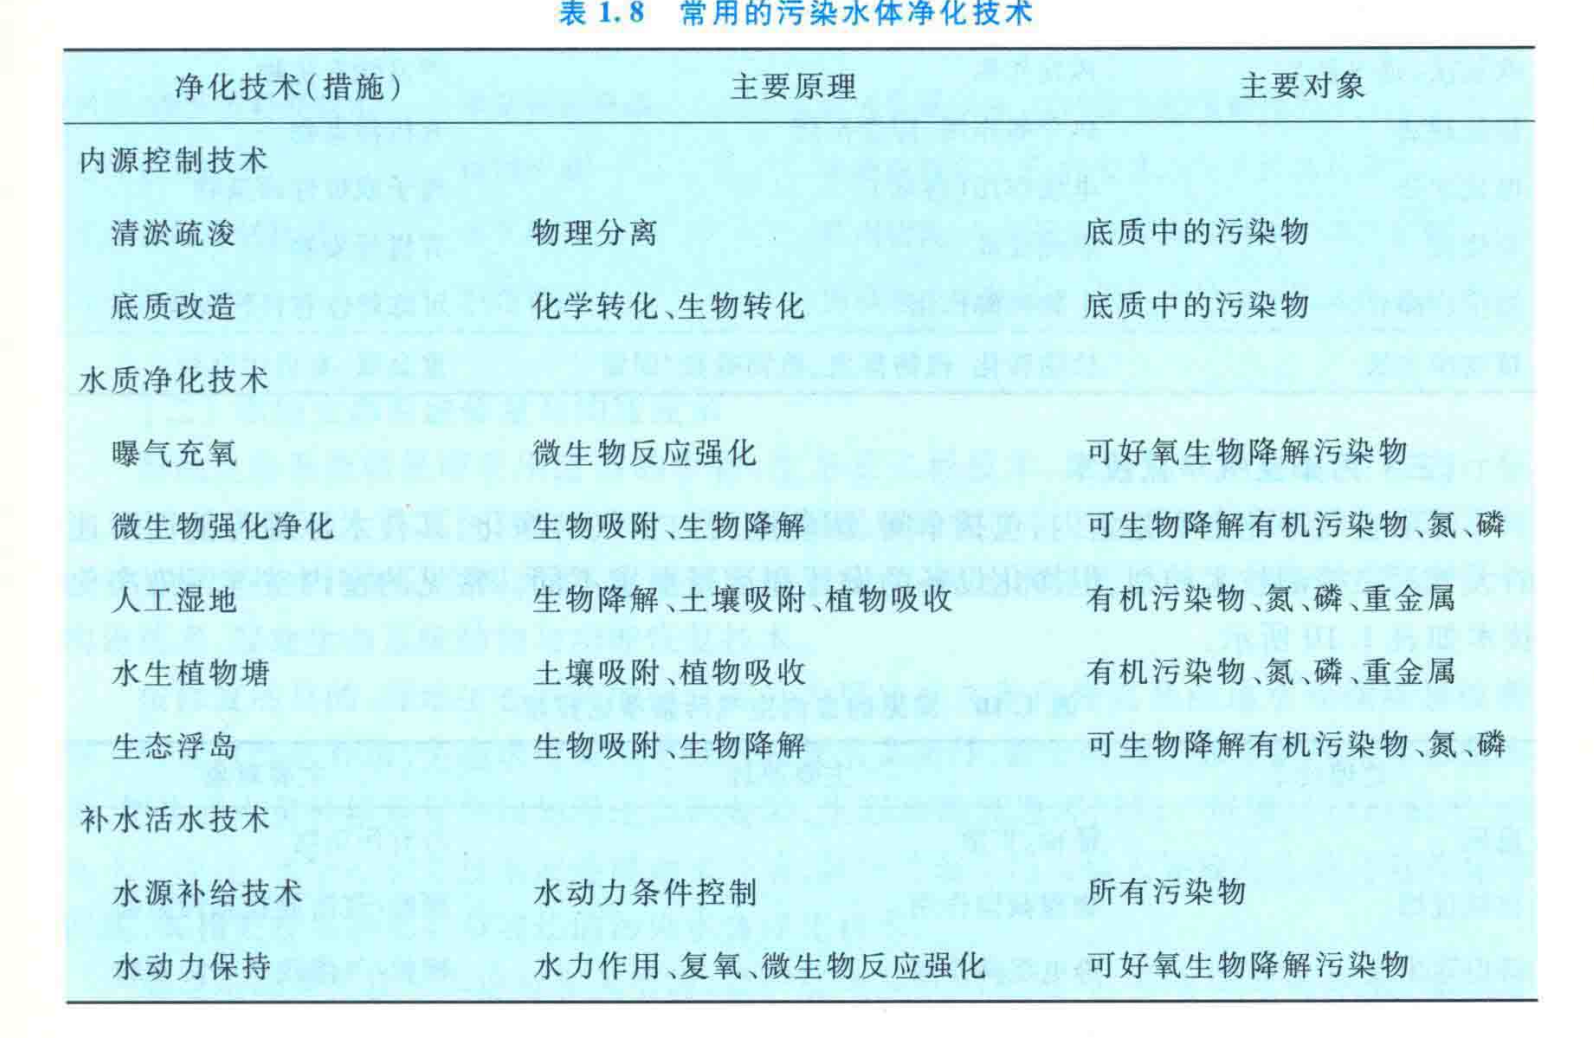 表 1.8 常用的污染水体净化技术
净化技术(措施) 主要原理 主要对象
内源控制技术
清淤疏浚 物理分离 底质中的污染物
底质改造 化学转化、生物转化 底质中的污染物
水质净化技术
曝气充氧 微生物反应强化 可好氧生物降解污染物
微生物强化净化 生物吸附、生物降解 可生物降解有机污染物、氮、磷
人工湿地 生物降解、土壤吸附、植物吸收 有机污染物、氮、磷、重金属
水生植物塘 土壤吸附、植物吸收 有机污染物、氮、磷、重金属
生态浮岛 生物吸附、生物降解 可生物降解有机污染物、氮、磷
补水活水技术
水源补给技术 水动力条件控制 所有污染物
水动力保持 水力作用、复氧、微生物反应强化 可好氧生物降解污染物